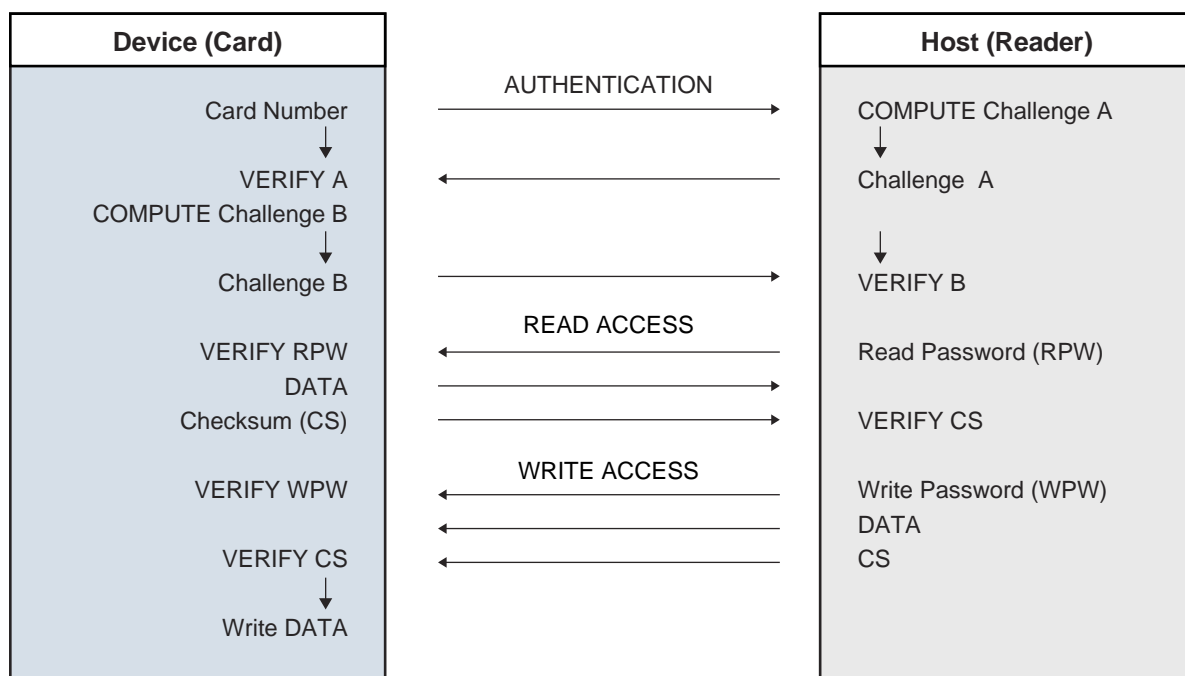 Device (Card)
Host (Reader)
AUTHENTICATION
Card Number
COMPUTE Challenge A
VERIFY A
Challenge A
COMPUTE Challenge B
Challenge B
VERIFY B
READ ACCESS
VERIFY RPW
Read Password (RPW)
DATA
Checksum (CS)
VERIFY CS
WRITE ACCESS
VERIFY WPW
Write Password (WPW)
DATA
VERIFY CS
CS
Write DATA